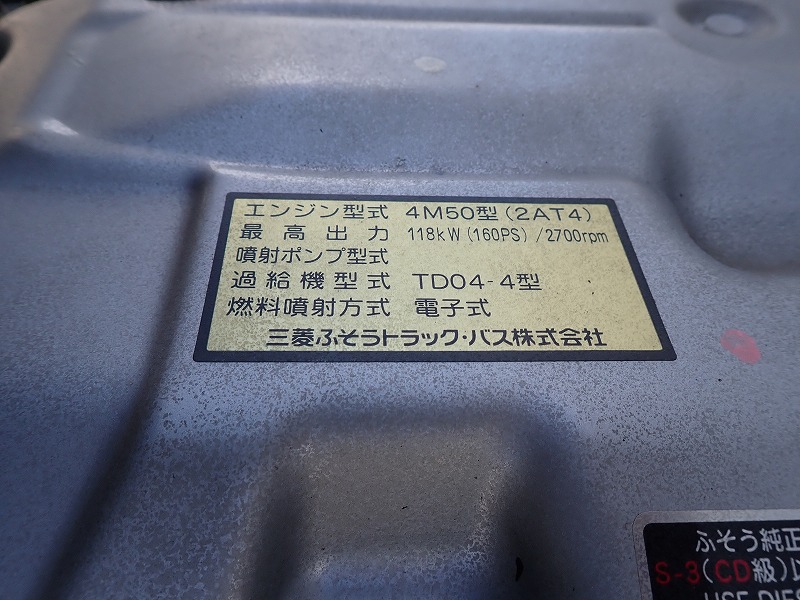 エンジン型式 4M50型(2AT4)
最高出力 118kW(160PS)/2700rpm
噴射ポンプ型式
過給機型式 TD04-4型
燃料噴射方式 電子式
三菱ふそうトラック・バス株式会社
ふそう純正
S-3(CD級)以
USE DIES